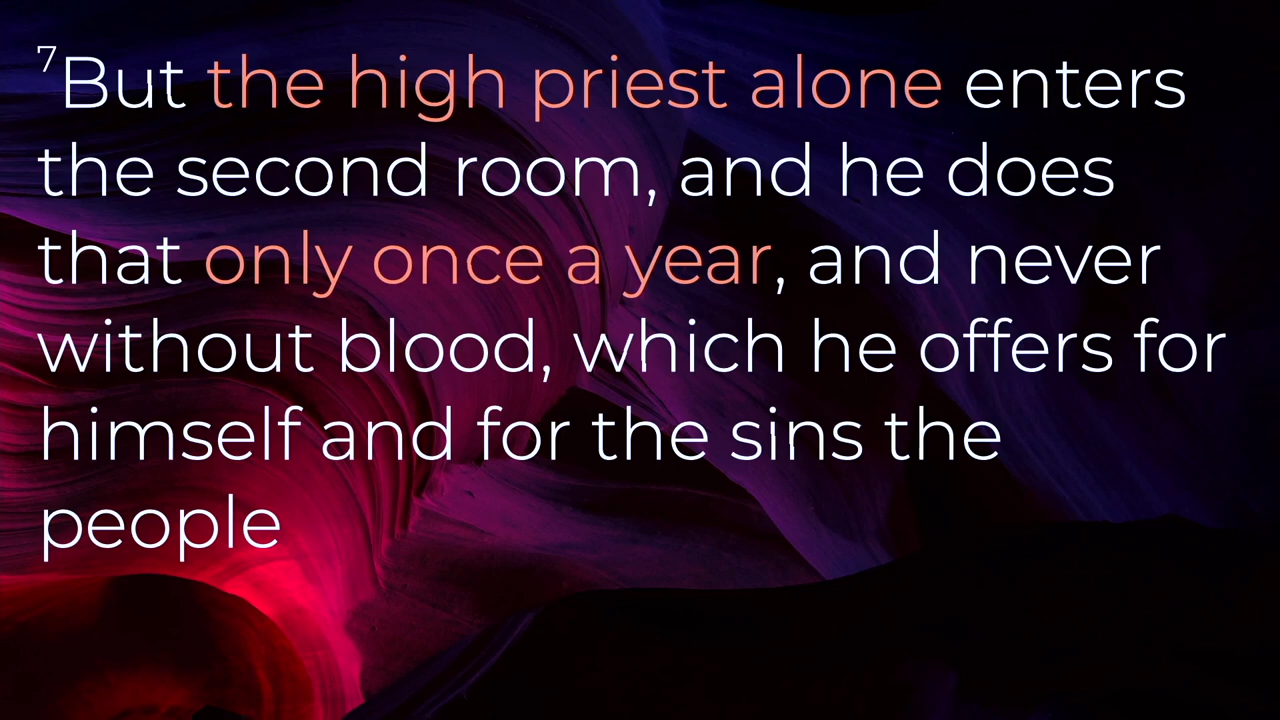 7But the high priest alone enters
the second room, and he does
that only once a year, and never
without blood, which he offers for
himself and for the sins the
people